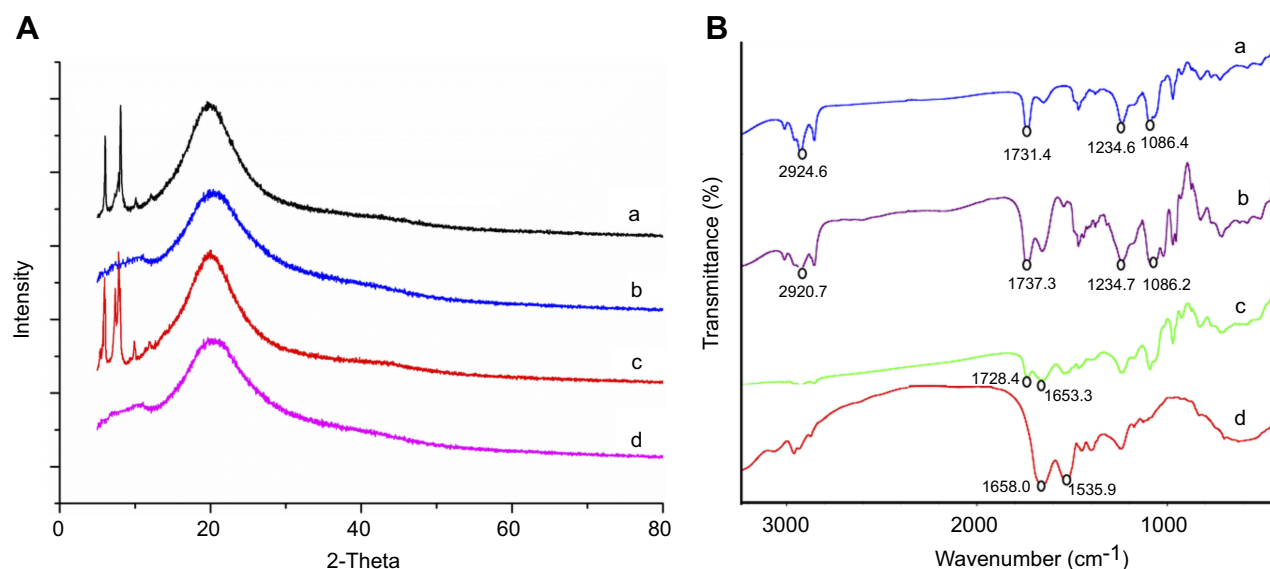 A
Intensity
a
b
c
d
0
20
40
60
80
2-Theta
B
Transmittance (%)
a
2924.6
1731.4
1234.6
1086.4
b
2920.7
1737.3
1234.7
1086.2
c
1728.4
1653.3
d
1658.0
1535.9
3000
2000
1000
Wavenumber (cm-1)